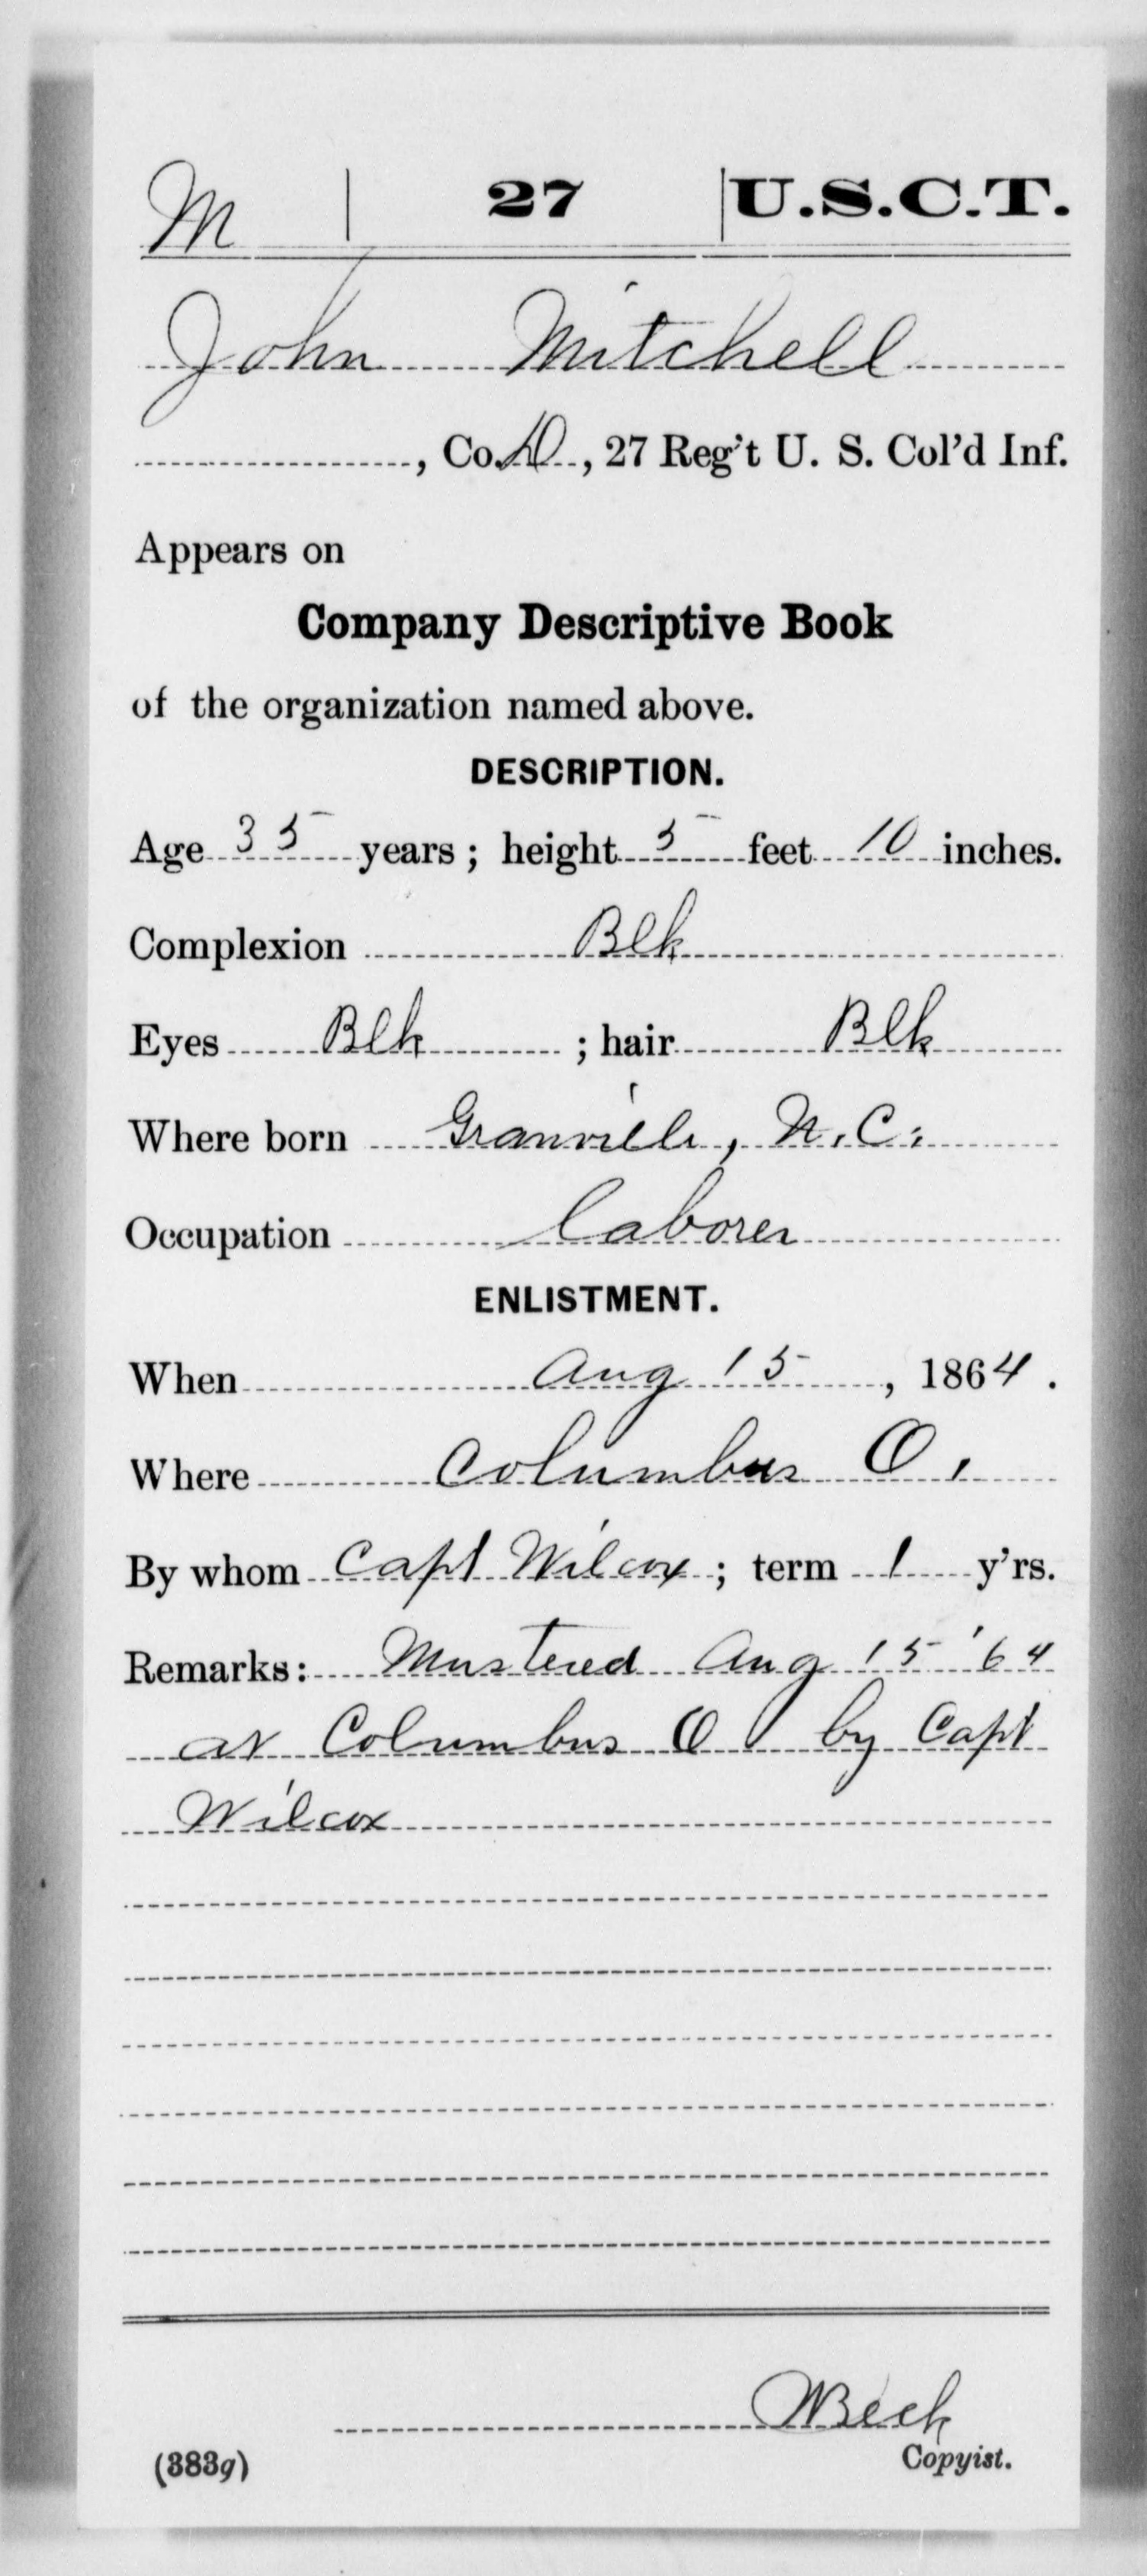 M | 27 | U.S.C.T.
John Mitchell
, Co. D, 27 Reg't U. S. Col'd Inf.
Appears on
Company Descriptive Book
of the organization named above.
DESCRIPTION.
Age 35 years; height 5 feet 10 inches.
Complexion Blk
Eyes Blk; hair Blk
Where born Granville, N.C.
Occupation Laborer
ENLISTMENT.
When Aug 15, 1864.
Where Columbus O.
By whom Capt Wilcox; term 1 y'rs.
Remarks: Mustered Aug 15 '64
at Columbus O by Capt
Wilcox
WBeck
(383g) Copyist.